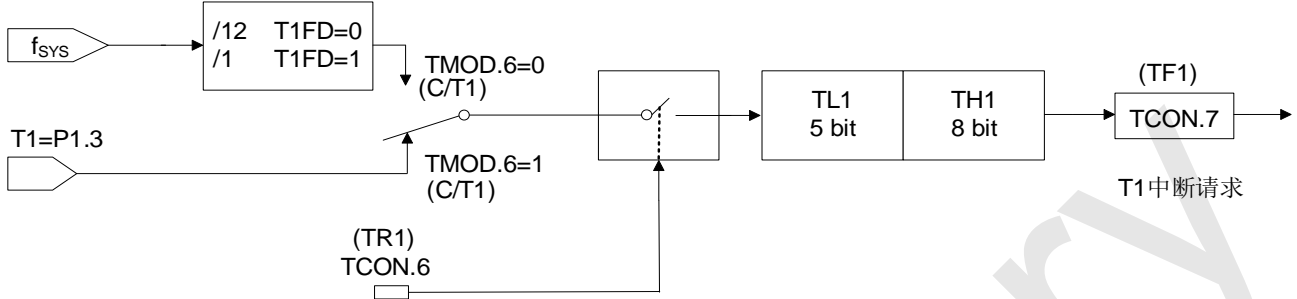 fSYS
/12 T1FD=0
/1 T1FD=1
TMOD.6=0
(C/T1)
T1=P1.3
TMOD.6=1
(C/T1)
(TR1)
TCON.6
TL1
5 bit
TH1
8 bit
(TF1)
TCON.7
T1中断请求
ry